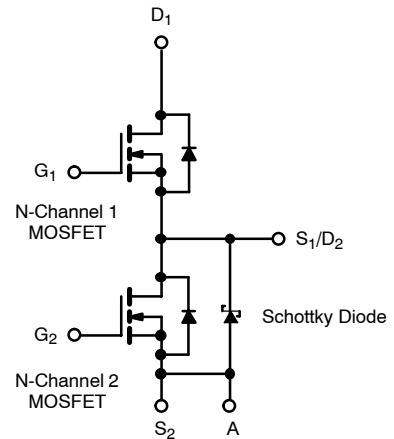 D1
G1
N-Channel 1
MOSFET
S1/D2
G2
Schottky Diode
N-Channel 2
MOSFET
S2
A